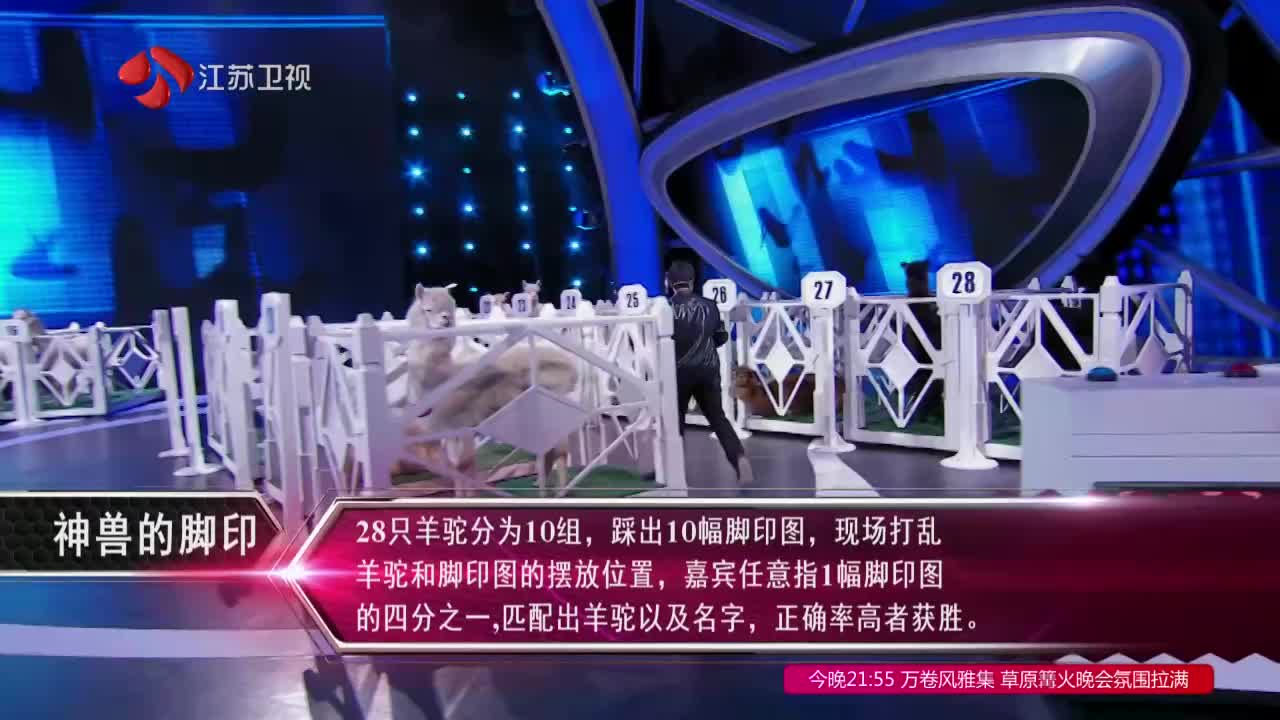 江苏卫视
23
24
25
26
27
28
神兽的脚印
28只羊驼分为10组，踩出10幅脚印图，现场打乱
羊驼和脚印图的摆放位置，嘉宾任意指1幅脚印图
的四分之一,匹配出羊驼以及名字，正确率高者获胜。
今晚21:55 万卷风雅集 草原篝火晚会氛围拉满